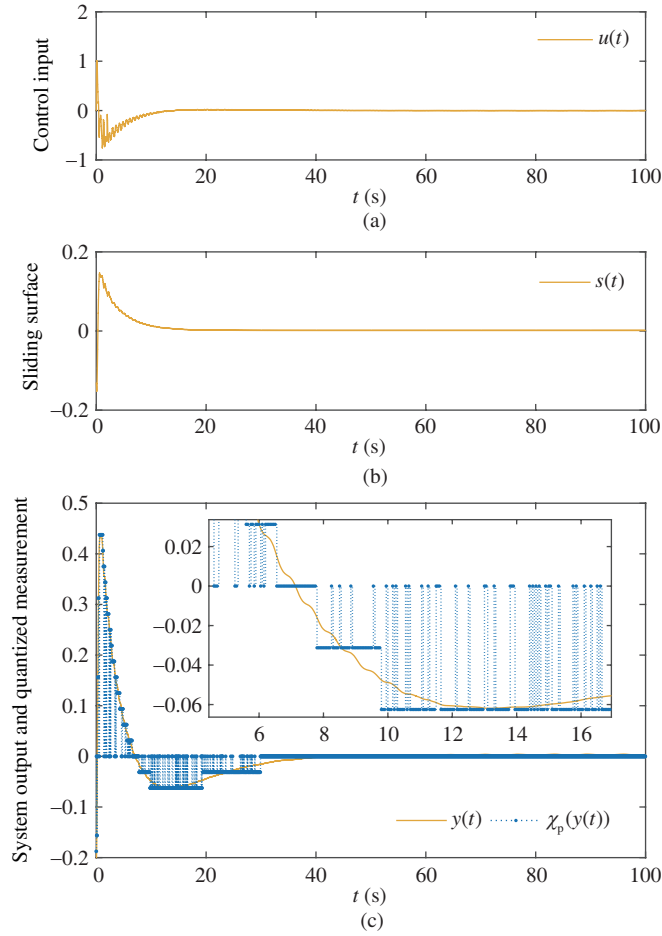 2
1
0
−1
Control input
u(t)
0 20 40 60 80 100
t (s)
(a)
0.2
0
−0.2
Sliding surface
s(t)
0 20 40 60 80 100
t (s)
(b)
0.5
0.4
0.3
0.2
0.1
0
−0.1
−0.2
System output and quantized measurement
0.02
0
−0.02
−0.04
−0.06
6 8 10 12 14 16
y(t) χp(y(t))
0 20 40 60 80 100
t (s)
(c)